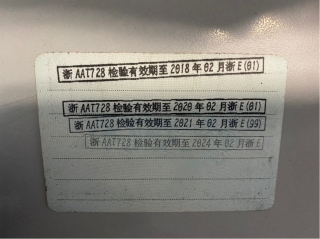 浙 AAT728 检验有效期至 2018 年 02 月浙 E(01)
浙 AAT728 检验有效期至 2020 年 02 月浙 E(01)
浙 AAT728 检验有效期至 2021 年 02 月浙 E(99)
浙 AAT728 检验有效期至 2024 年 02 月浙 E